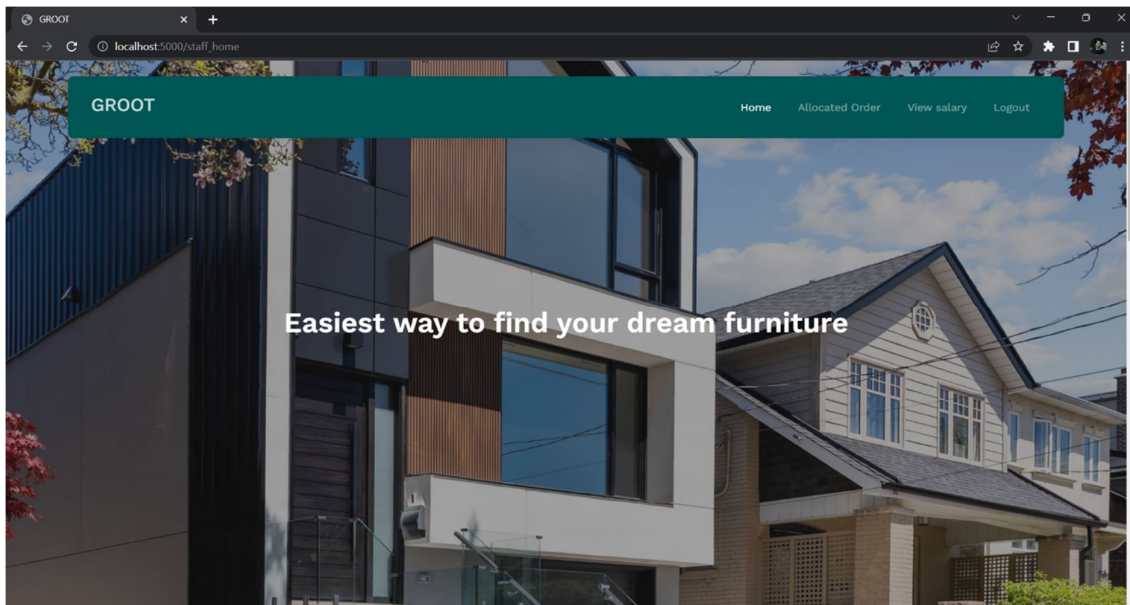 GROOT
localhost:5000/staff_home
GROOT
Home Allocated Order View salary Logout
Easiest way to find your dream furniture